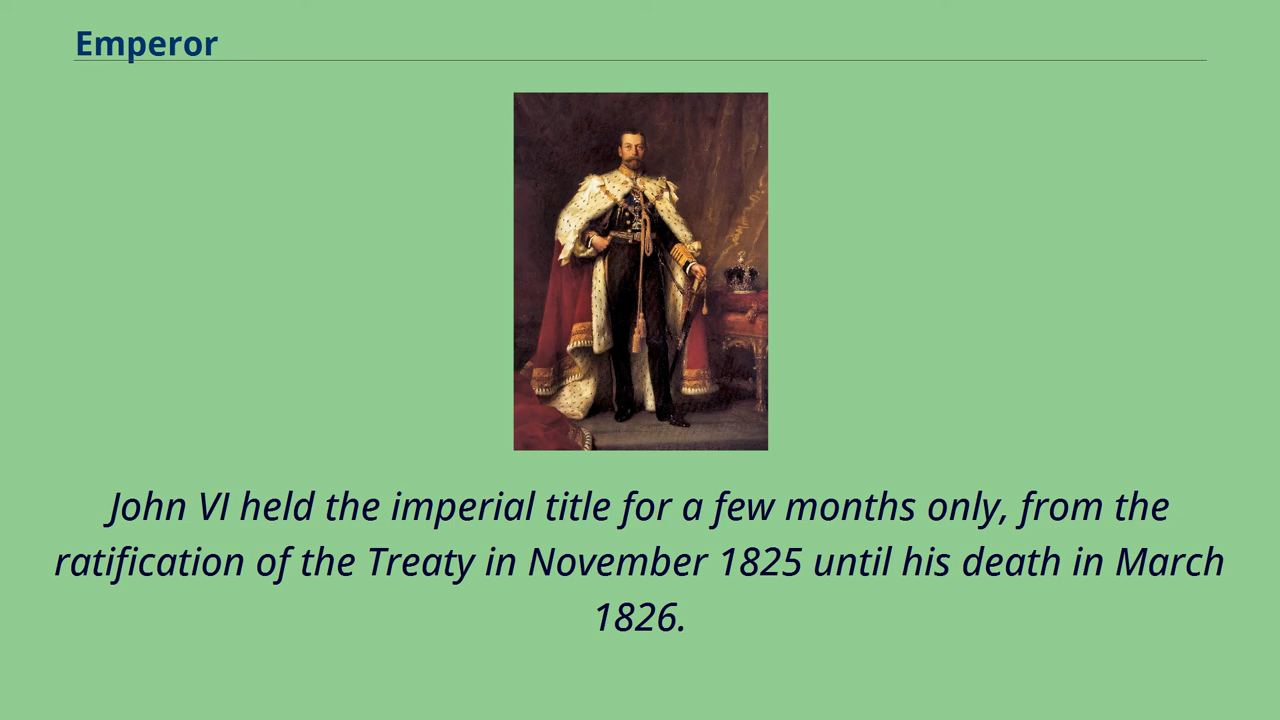 Emperor
John VI held the imperial title for a few months only, from the
ratification of the Treaty in November 1825 until his death in March
1826.